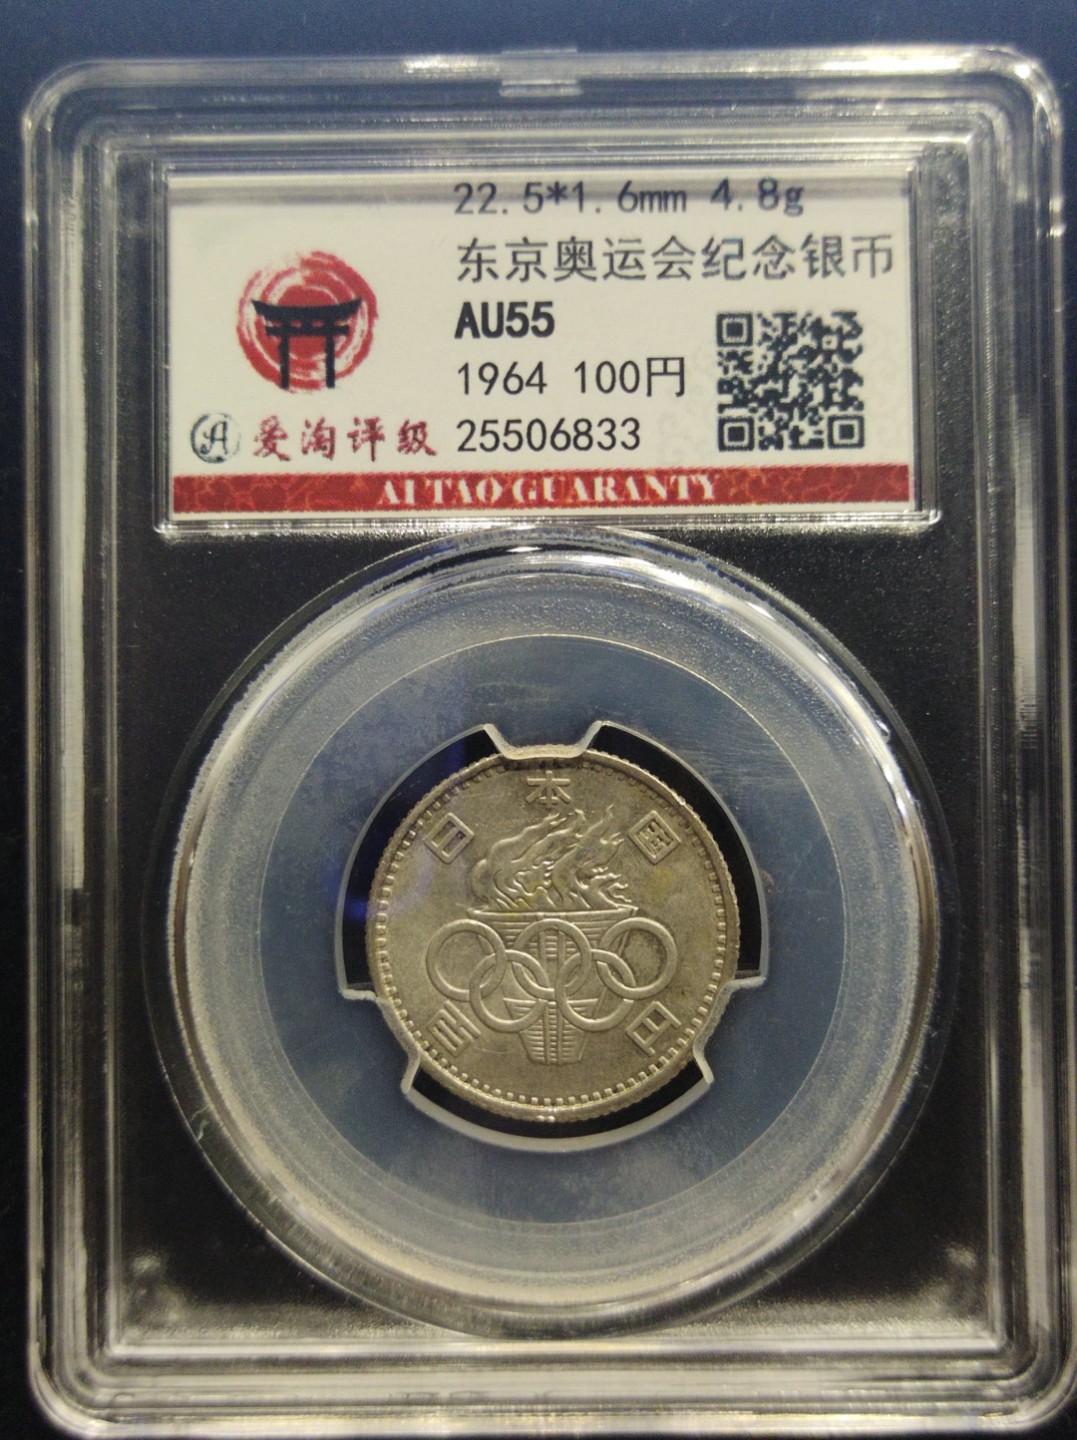 22.5*1.6mm 4.8g
东京奥运会纪念银币
AU55
1964 100円
25506833
爱淘评级
AI TAO GUARANTY
日本国
百円